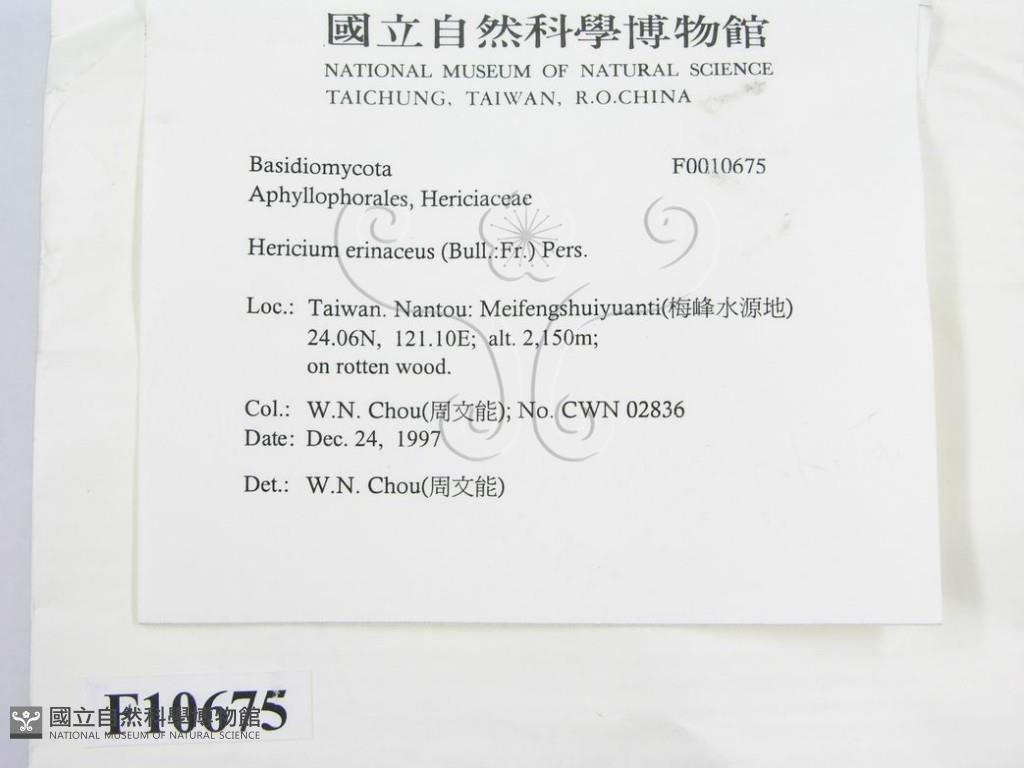 國立自然科學博物館
NATIONAL MUSEUM OF NATURAL SCIENCE
TAICHUNG, TAIWAN, R.O.CHINA
Basidiomycota F0010675
Aphyllophorales, Hericiaceae
Hericium erinaceus (Bull.:Fr.) Pers.
Loc.: Taiwan. Nantou: Meifengshuiyuanti(梅峰水源地)
24.06N, 121.10E; alt. 2,150m;
on rotten wood.
Col.: W.N. Chou(周文能); No. CWN 02836
Date: Dec. 24, 1997
Det.: W.N. Chou(周文能)
F10675
國立自然科學博物館
NATIONAL MUSEUM OF NATURAL SCIENCE